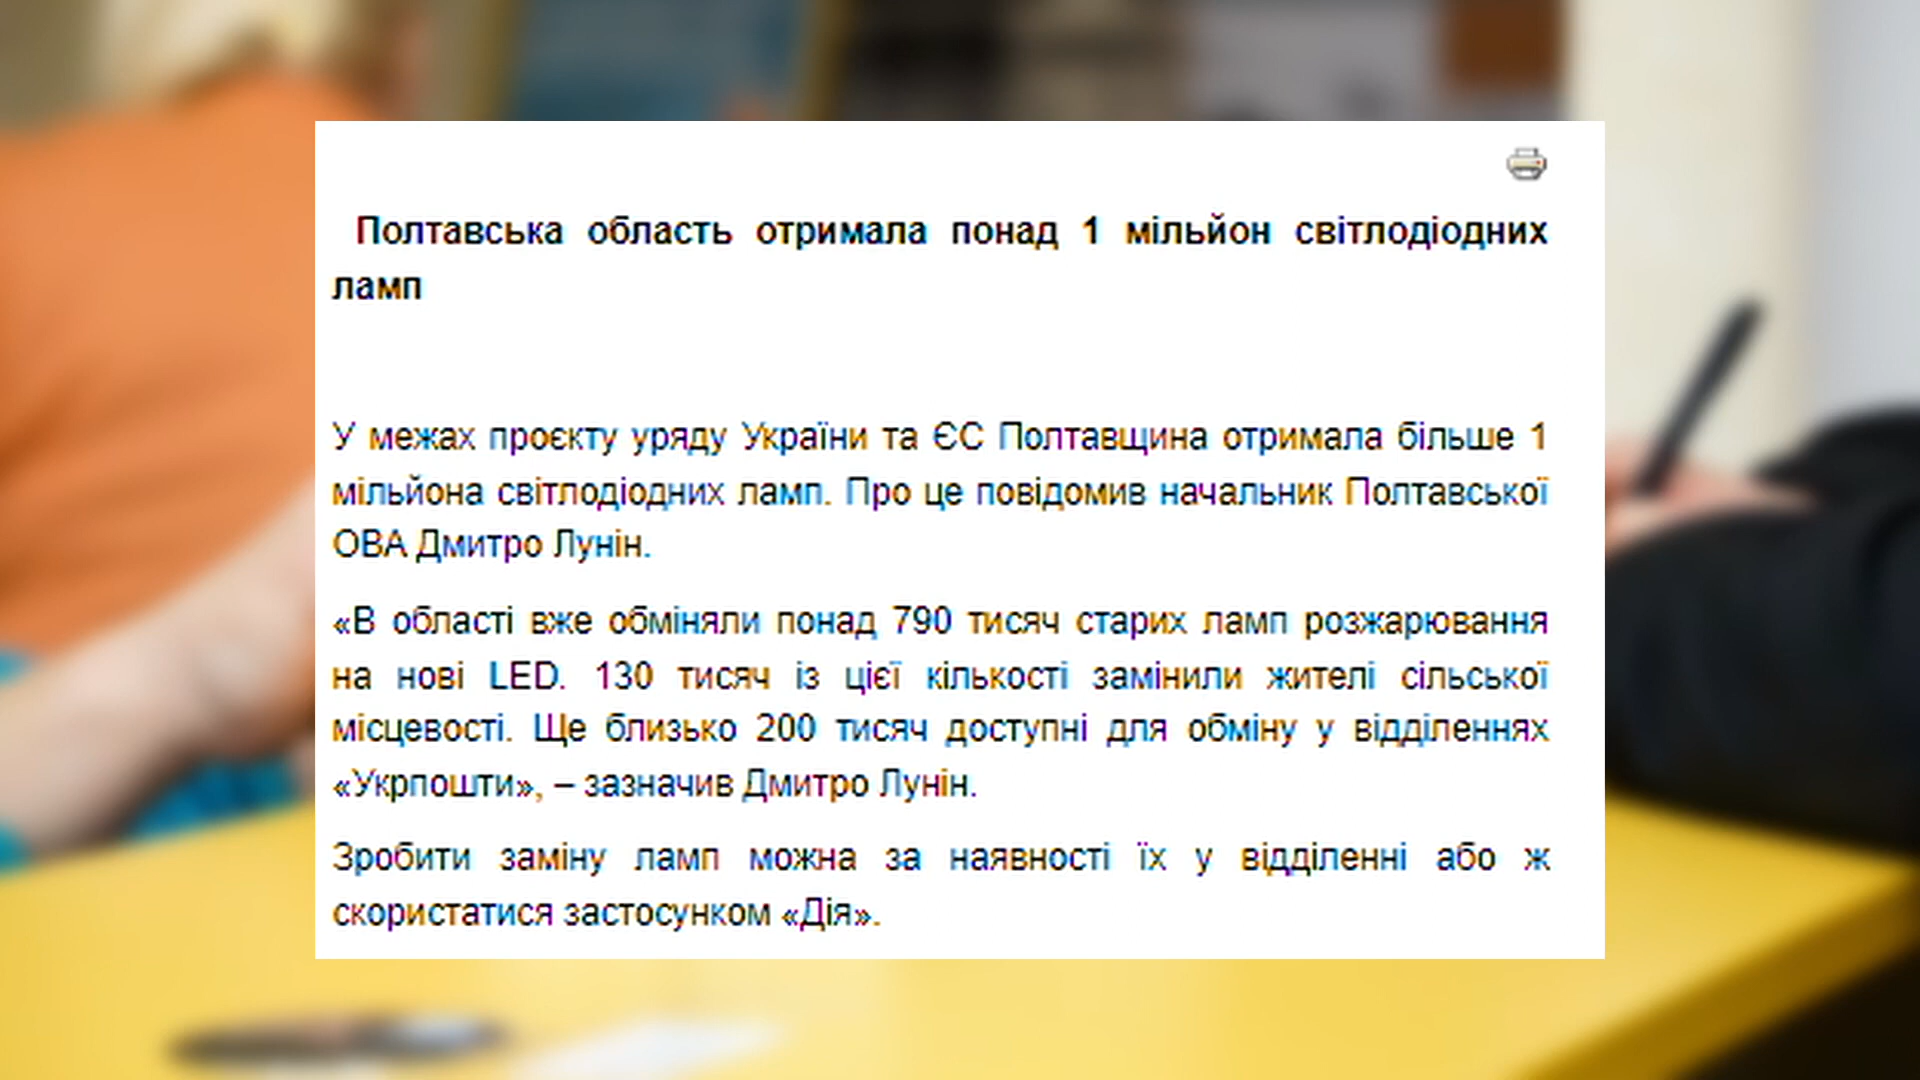 Полтавська область отримала понад 1 мільйон світлодіодних
ламп
У межах проєкту уряду України та ЄС Полтавщина отримала більше 1
мільйона світлодіодних ламп. Про це повідомив начальник Полтавської
ОВА Дмитро Лунін.
«В області вже обміняли понад 790 тисяч старих ламп розжарювання
на нові LED. 130 тисяч із цієї кількості замінили жителі сільської
місцевості. Ще близько 200 тисяч доступні для обміну у відділеннях
«Укрпошти», – зазначив Дмитро Лунін.
Зробити заміну ламп можна за наявності їх у відділенні або ж
скористатися застосунком «Дія».